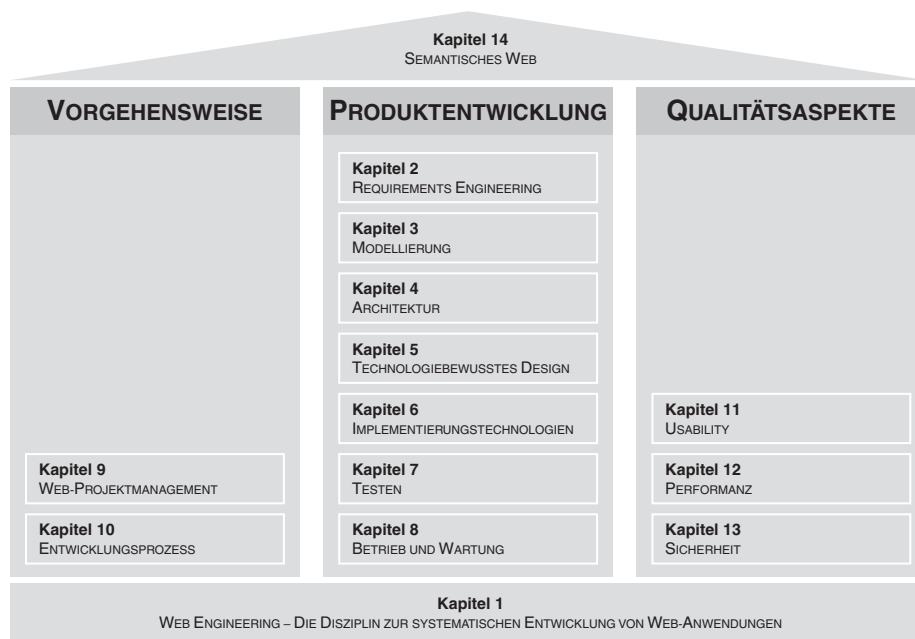 Kapitel 14
SEMANTISCHES WEB
VORGEHENSWEISE
Kapitel 9
WEB-PROJEKTMANAGEMENT
Kapitel 10
ENTWICKLUNGSPROZESS
PRODUKTENTWICKLUNG
Kapitel 2
REQUIREMENTS ENGINEERING
Kapitel 3
MODELLIERUNG
Kapitel 4
ARCHITEKTUR
Kapitel 5
TECHNOLOGIEBEWUSSTES DESIGN
Kapitel 6
IMPLEMENTIERUNGSTECHNOLOGIEN
Kapitel 7
TESTEN
Kapitel 8
BETRIEB UND WARTUNG
QUALITÄTSASPEKTE
Kapitel 11
USABILITY
Kapitel 12
PERFORMANZ
Kapitel 13
SICHERHEIT
Kapitel 1
WEB ENGINEERING – DIE DISZIPLIN ZUR SYSTEMATISCHEN ENTWICKLUNG VON WEB-ANWENDUNGEN